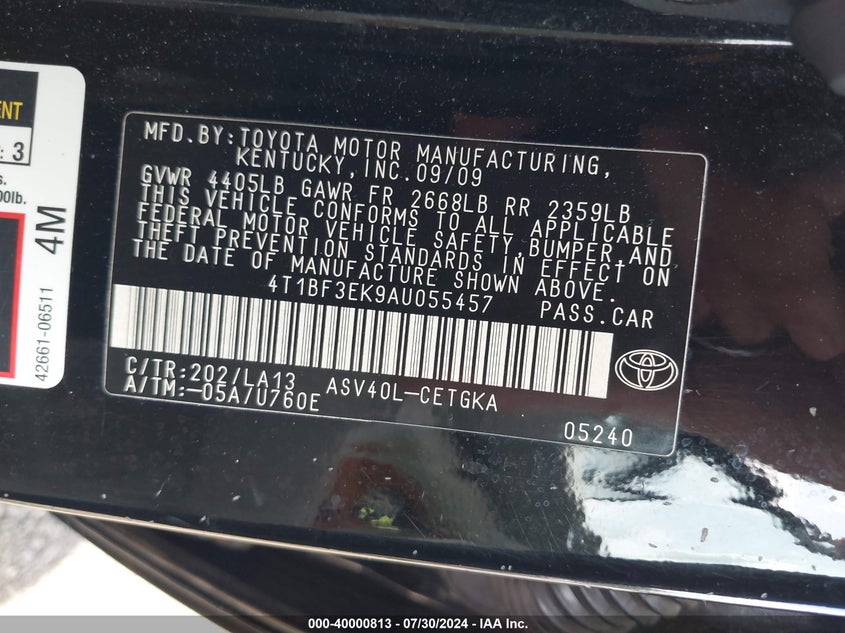 ENT
: 3
s.
00lb.
42661-06511
4M
MFD.BY:TOYOTA MOTOR MANUFACTURING,
KENTUCKY,INC.09/09
GVWR 4405LB GAWR FR 2668LB RR 2359LB
THIS VEHICLE CONFORMS TO ALL APPLICABLE
FEDERAL MOTOR VEHICLE SAFETY,BUMPER,AND
THEFT PREVENTION STANDARDS IN EFFECT ON
THE DATE OF MANUFACTURE SHOWN ABOVE.
4T1BF3EK9AU055457 PASS.CAR
C/TR:202/LA13 ASV40L-CETGKA
A/TM:-05A/U760E
05240
000-40000813 / 07/30/2024 - IAA Inc.